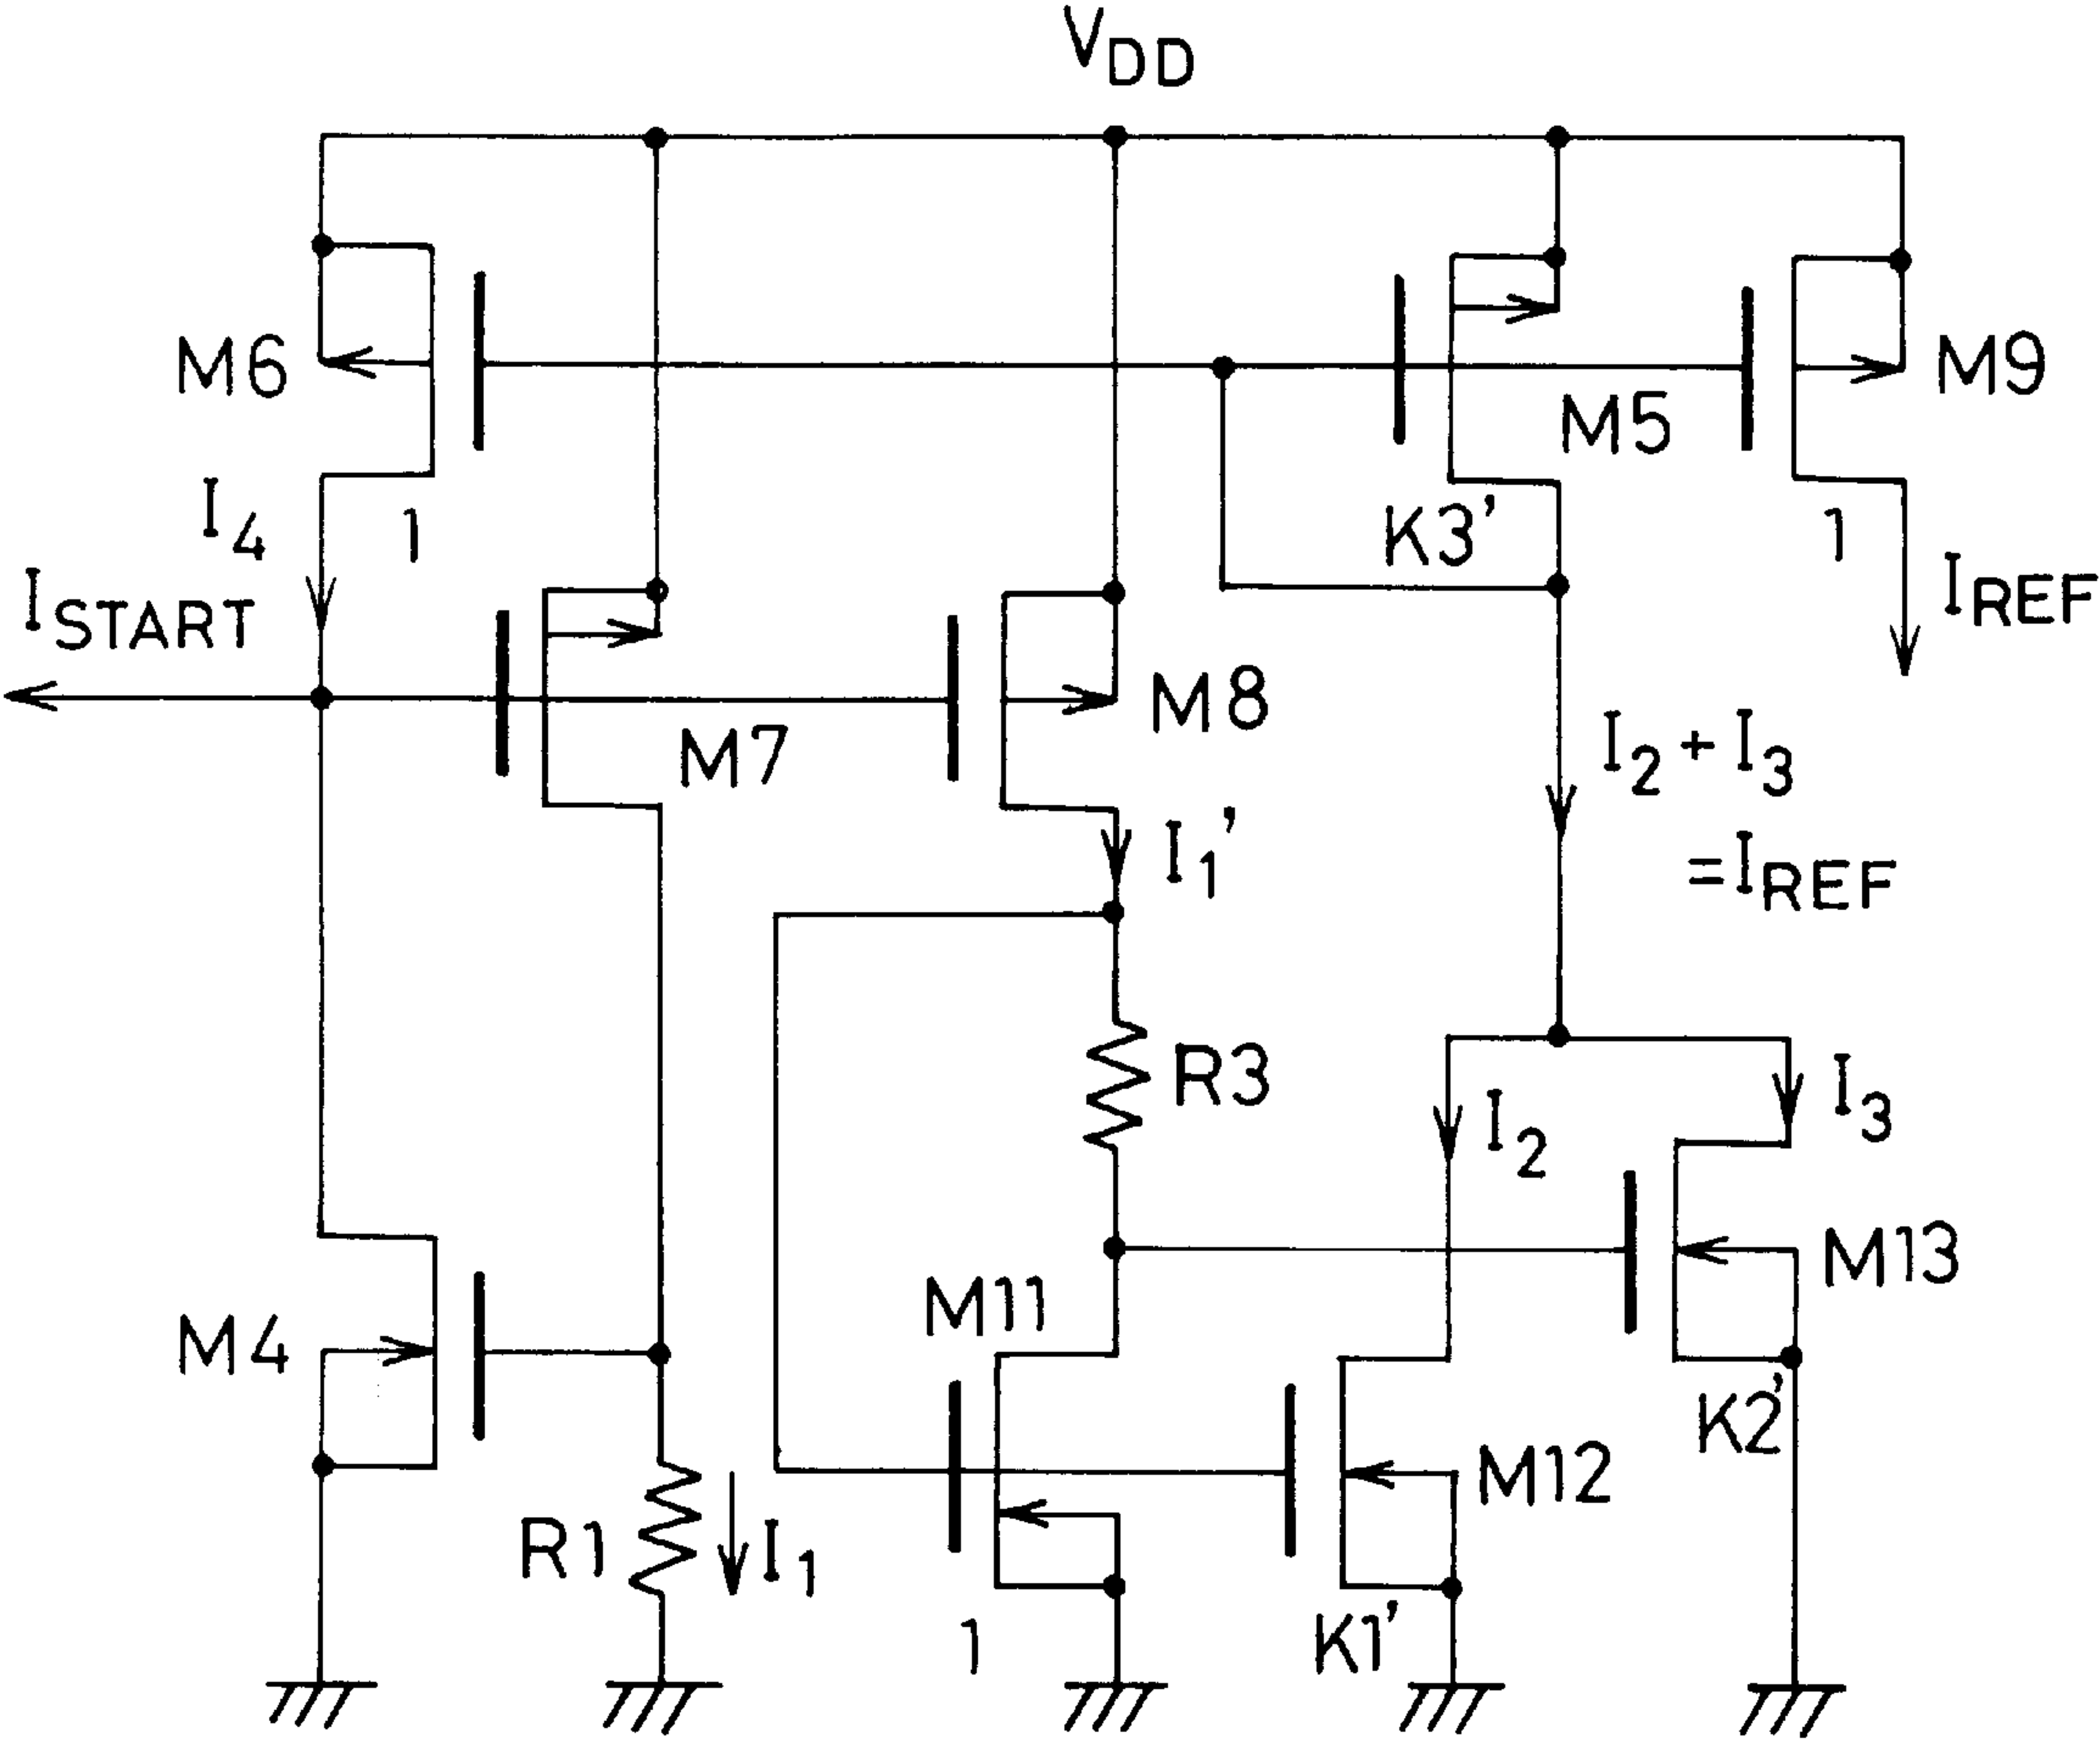 VDD
M6
M5
M9
I4
1
K3'
1
ISTART
IREF
M7
M8
I2 + I3
=IREF
I1'
R3
I2
I3
M4
M11
M13
K2'
M12
R1
I1
1
K1'